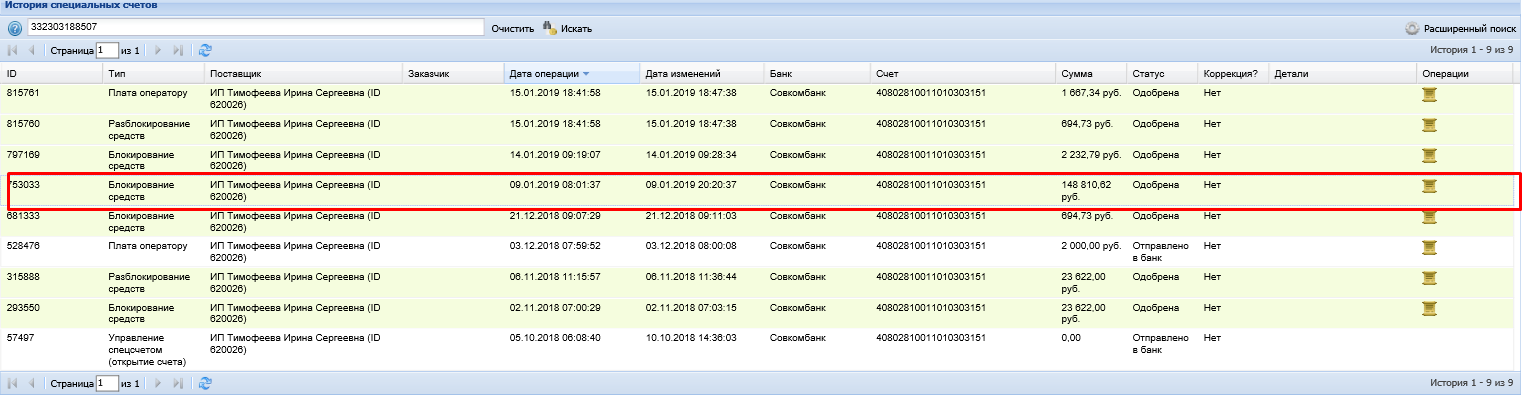 История специальных счетов
332303188507 Очистить Искать Расширенный поиск
Страница 1 из 1 История 1 - 9 из 9
ID Тип Поставщик Заказчик Дата операции Дата изменений Банк Счет Сумма Статус Коррекция? Детали Операции
815761 Плата оператору ИП Тимофеева Ирина Сергеевна (ID 15.01.2019 18:41:58 15.01.2019 18:47:38 Совкомбанк 40802810011010303151 1 667,34 руб. Одобрена Нет
620026)
815760 Разблокирование ИП Тимофеева Ирина Сергеевна (ID 15.01.2019 18:41:58 15.01.2019 18:47:38 Совкомбанк 40802810011010303151 694,73 руб. Одобрена Нет
средств 620026)
797169 Блокирование ИП Тимофеева Ирина Сергеевна (ID 14.01.2019 09:19:07 14.01.2019 09:28:34 Совкомбанк 40802810011010303151 2 232,79 руб. Одобрена Нет
средств 620026)
753033 Блокирование ИП Тимофеева Ирина Сергеевна (ID 09.01.2019 08:01:37 09.01.2019 20:20:37 Совкомбанк 40802810011010303151 148 810,62 Одобрена Нет
средств 620026) руб.
681333 Блокирование ИП Тимофеева Ирина Сергеевна (ID 21.12.2018 09:07:29 21.12.2018 09:11:03 Совкомбанк 40802810011010303151 694,73 руб. Одобрена Нет
средств 620026)
528476 Плата оператору ИП Тимофеева Ирина Сергеевна (ID 03.12.2018 07:59:52 03.12.2018 08:00:08 Совкомбанк 40802810011010303151 2 000,00 руб. Отправлено Нет
620026) в банк
315888 Разблокирование ИП Тимофеева Ирина Сергеевна (ID 06.11.2018 11:15:57 06.11.2018 11:36:44 Совкомбанк 40802810011010303151 23 622,00 Одобрена Нет
средств 620026) руб.
293550 Блокирование ИП Тимофеева Ирина Сергеевна (ID 02.11.2018 07:00:29 02.11.2018 07:03:15 Совкомбанк 40802810011010303151 23 622,00 Одобрена Нет
средств 620026) руб.
57497 Управление ИП Тимофеева Ирина Сергеевна (ID 05.10.2018 06:08:40 10.10.2018 14:36:03 Совкомбанк 40802810011010303151 0,00 Отправлено Нет
спецсчетом 620026) в банк
(открытие счета)
Страница 1 из 1 История 1 - 9 из 9